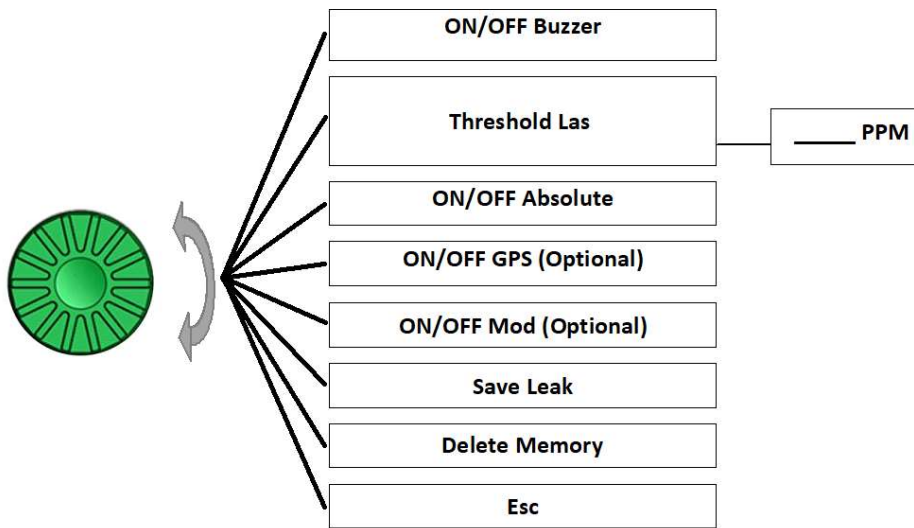 ON/OFF Buzzer
Threshold Las
____ PPM
ON/OFF Absolute
ON/OFF GPS (Optional)
ON/OFF Mod (Optional)
Save Leak
Delete Memory
Esc